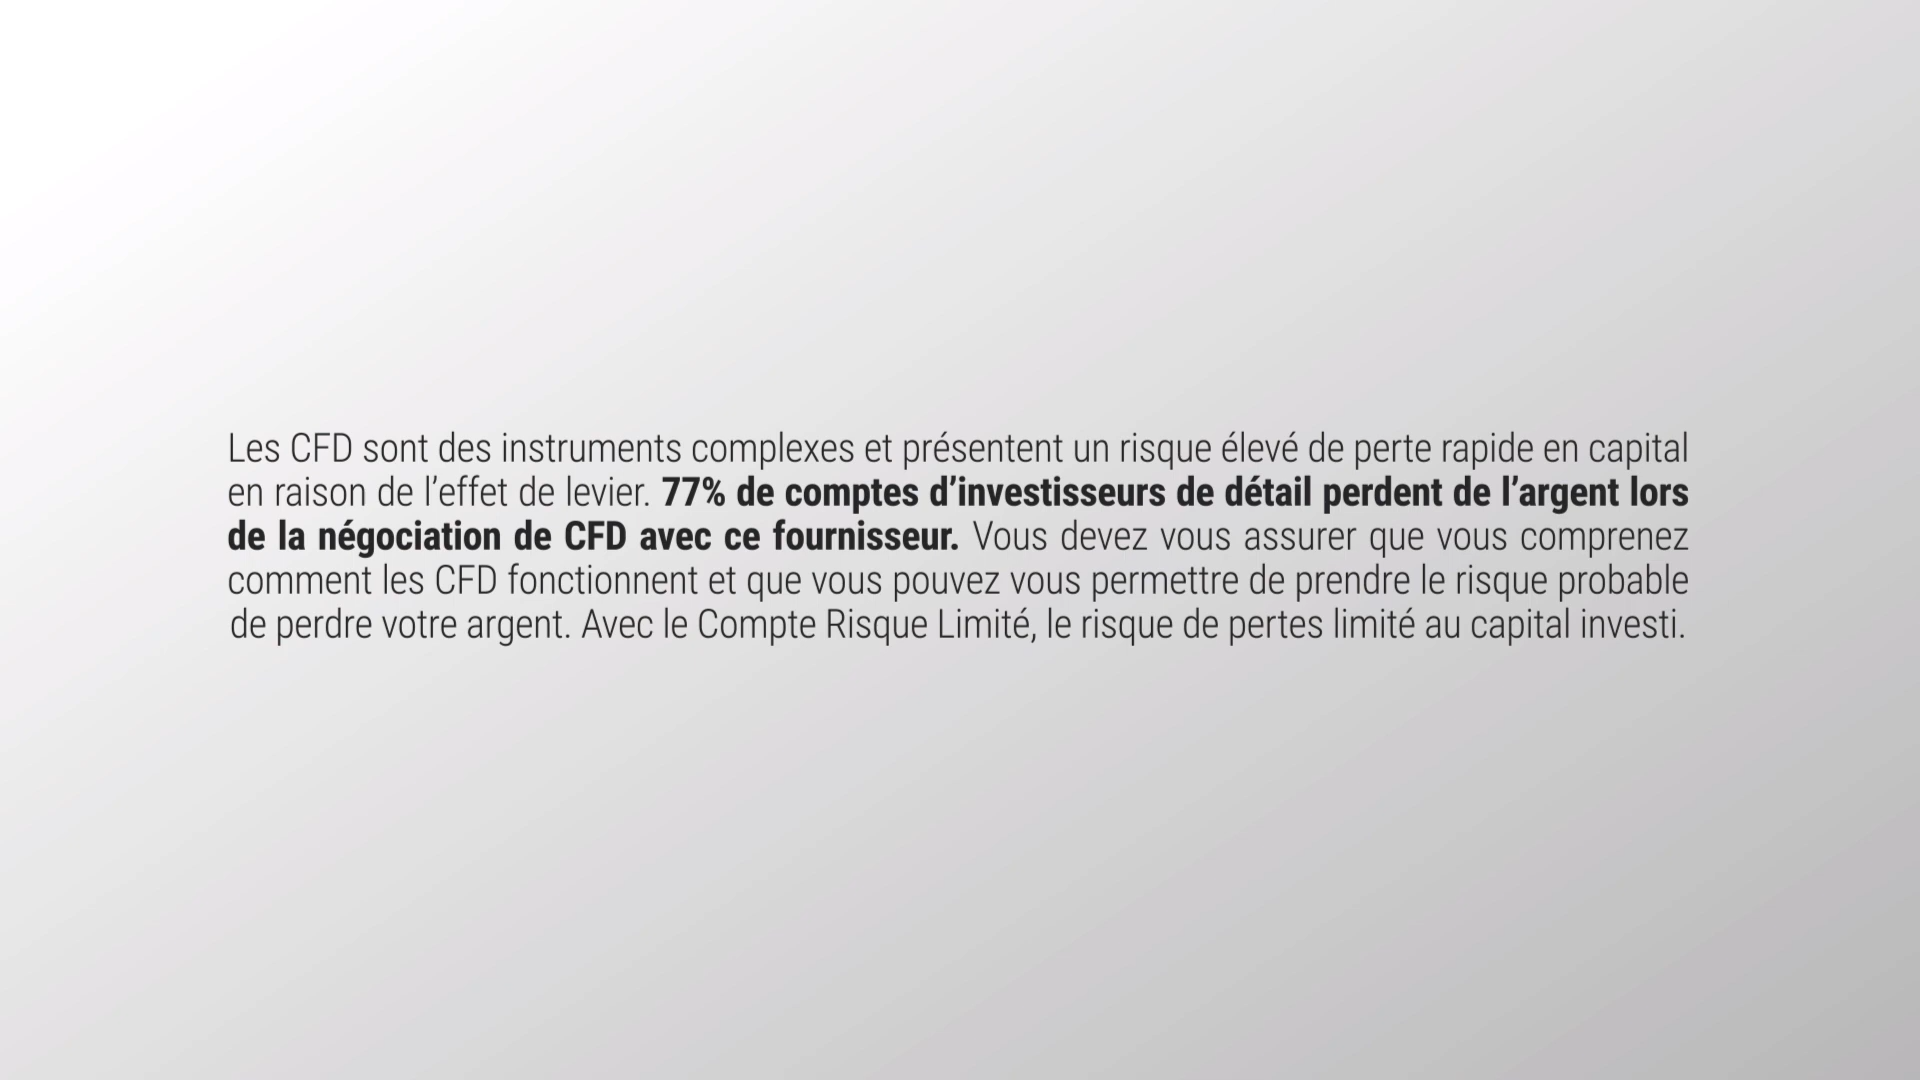 Les CFD sont des instruments complexes et présentent un risque élevé de perte rapide en capital
en raison de l’effet de levier. 77% de comptes d’investisseurs de détail perdent de l’argent lors
de la négociation de CFD avec ce fournisseur. Vous devez vous assurer que vous comprenez
comment les CFD fonctionnent et que vous pouvez vous permettre de prendre le risque probable
de perdre votre argent. Avec le Compte Risque Limité, le risque de pertes limité au capital investi.